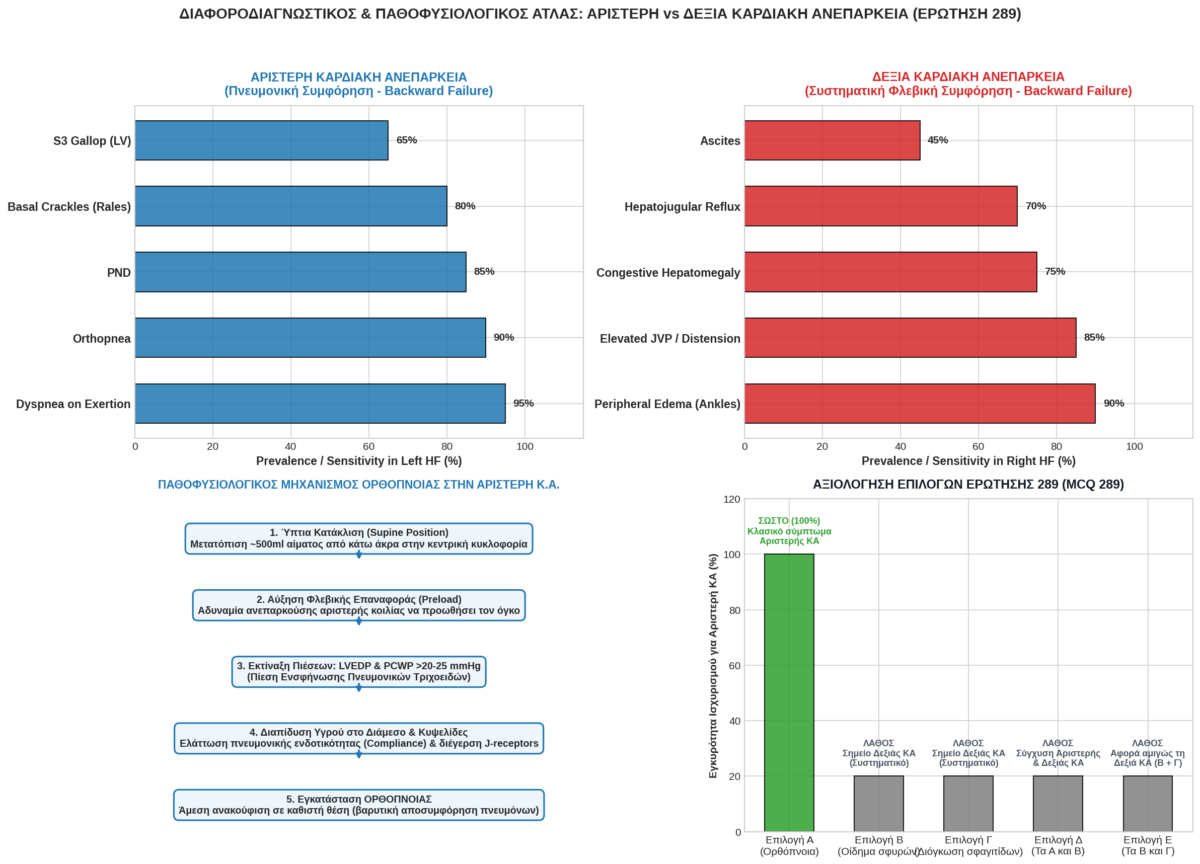 ΔΙΑΦΟΡΟΔΙΑΓΝΩΣΤΙΚΟΣ & ΠΑΘΟΦΥΣΙΟΛΟΓΙΚΟΣ ΑΤΛΑΣ: ΑΡΙΣΤΕΡΗ vs ΔΕΞΙΑ ΚΑΡΔΙΑΚΗ ΑΝΕΠΑΡΚΕΙΑ (ΕΡΩΤΗΣΗ 289)
ΑΡΙΣΤΕΡΗ ΚΑΡΔΙΑΚΗ ΑΝΕΠΑΡΚΕΙΑ
(Πνευμονική Συμφόρηση - Backward Failure)
S3 Gallop (LV)
65%
Basal Crackles (Rales)
80%
PND
85%
Orthopnea
90%
Dyspnea on Exertion
95%
0 20 40 60 80 100
Prevalence / Sensitivity in Left HF (%)
ΔΕΞΙΑ ΚΑΡΔΙΑΚΗ ΑΝΕΠΑΡΚΕΙΑ
(Συστηματική Φλεβική Συμφόρηση - Backward Failure)
Ascites
45%
Hepatojugular Reflux
70%
Congestive Hepatomegaly
75%
Elevated JVP / Distension
85%
Peripheral Edema (Ankles)
90%
0 20 40 60 80 100
Prevalence / Sensitivity in Right HF (%)
ΠΑΘΟΦΥΣΙΟΛΟΓΙΚΟΣ ΜΗΧΑΝΙΣΜΟΣ ΟΡΘΟΠΝΟΙΑΣ ΣΤΗΝ ΑΡΙΣΤΕΡΗ Κ.Α.
1. Ύπτια Κατάκλιση (Supine Position)
Μετατόπιση ~500ml αίματος από κάτω άκρα στην κεντρική κυκλοφορία
2. Αύξηση Φλεβικής Επαναφοράς (Preload)
Αδυναμία ανεπαρκούσης αριστερής κοιλίας να προωθήσει τον όγκο
3. Εκτίναξη Πιέσεων: LVEDP & PCWP >20-25 mmHg
(Πίεση Ενσφήνωσης Πνευμονικών Τριχοειδών)
4. Διαπίδυση Υγρού στο Διάμεσο & Κυψελίδες
Ελάττωση πνευμονικής ενδοτικότητας (Compliance) & διέγερση J-receptors
5. Εγκατάσταση ΟΡΘΟΠΝΟΙΑΣ
Άμεση ανακούφιση σε καθιστή θέση (βαρυτική αποσυμφόρηση πνευμόνων)
ΑΞΙΟΛΟΓΗΣΗ ΕΠΙΛΟΓΩΝ ΕΡΩΤΗΣΗΣ 289 (MCQ 289)
Εγκυρότητα Ισχυρισμού για Αριστερή ΚΑ (%)
120
100
80
60
40
20
0
ΣΩΣΤΟ (100%)
Κλασικό σύμπτωμα
Αριστερής ΚΑ
ΛΑΘΟΣ
Σημείο Δεξιάς ΚΑ
(Συστηματικό)
ΛΑΘΟΣ
Σημείο Δεξιάς ΚΑ
(Συστηματικό)
ΛΑΘΟΣ
Σύγχυση Αριστερής
& Δεξιάς ΚΑ
ΛΑΘΟΣ
Αφορά αμιγώς τη
Δεξιά ΚΑ (Β + Γ)
Επιλογή Α
(Ορθόπνοια)
Επιλογή Β
(Οίδημα σφυρών)
Επιλογή Γ
(Διόγκωση σφαγιτίδων)
Επιλογή Δ
(Τα Α και Β)
Επιλογή Ε
(Τα Β και Γ)